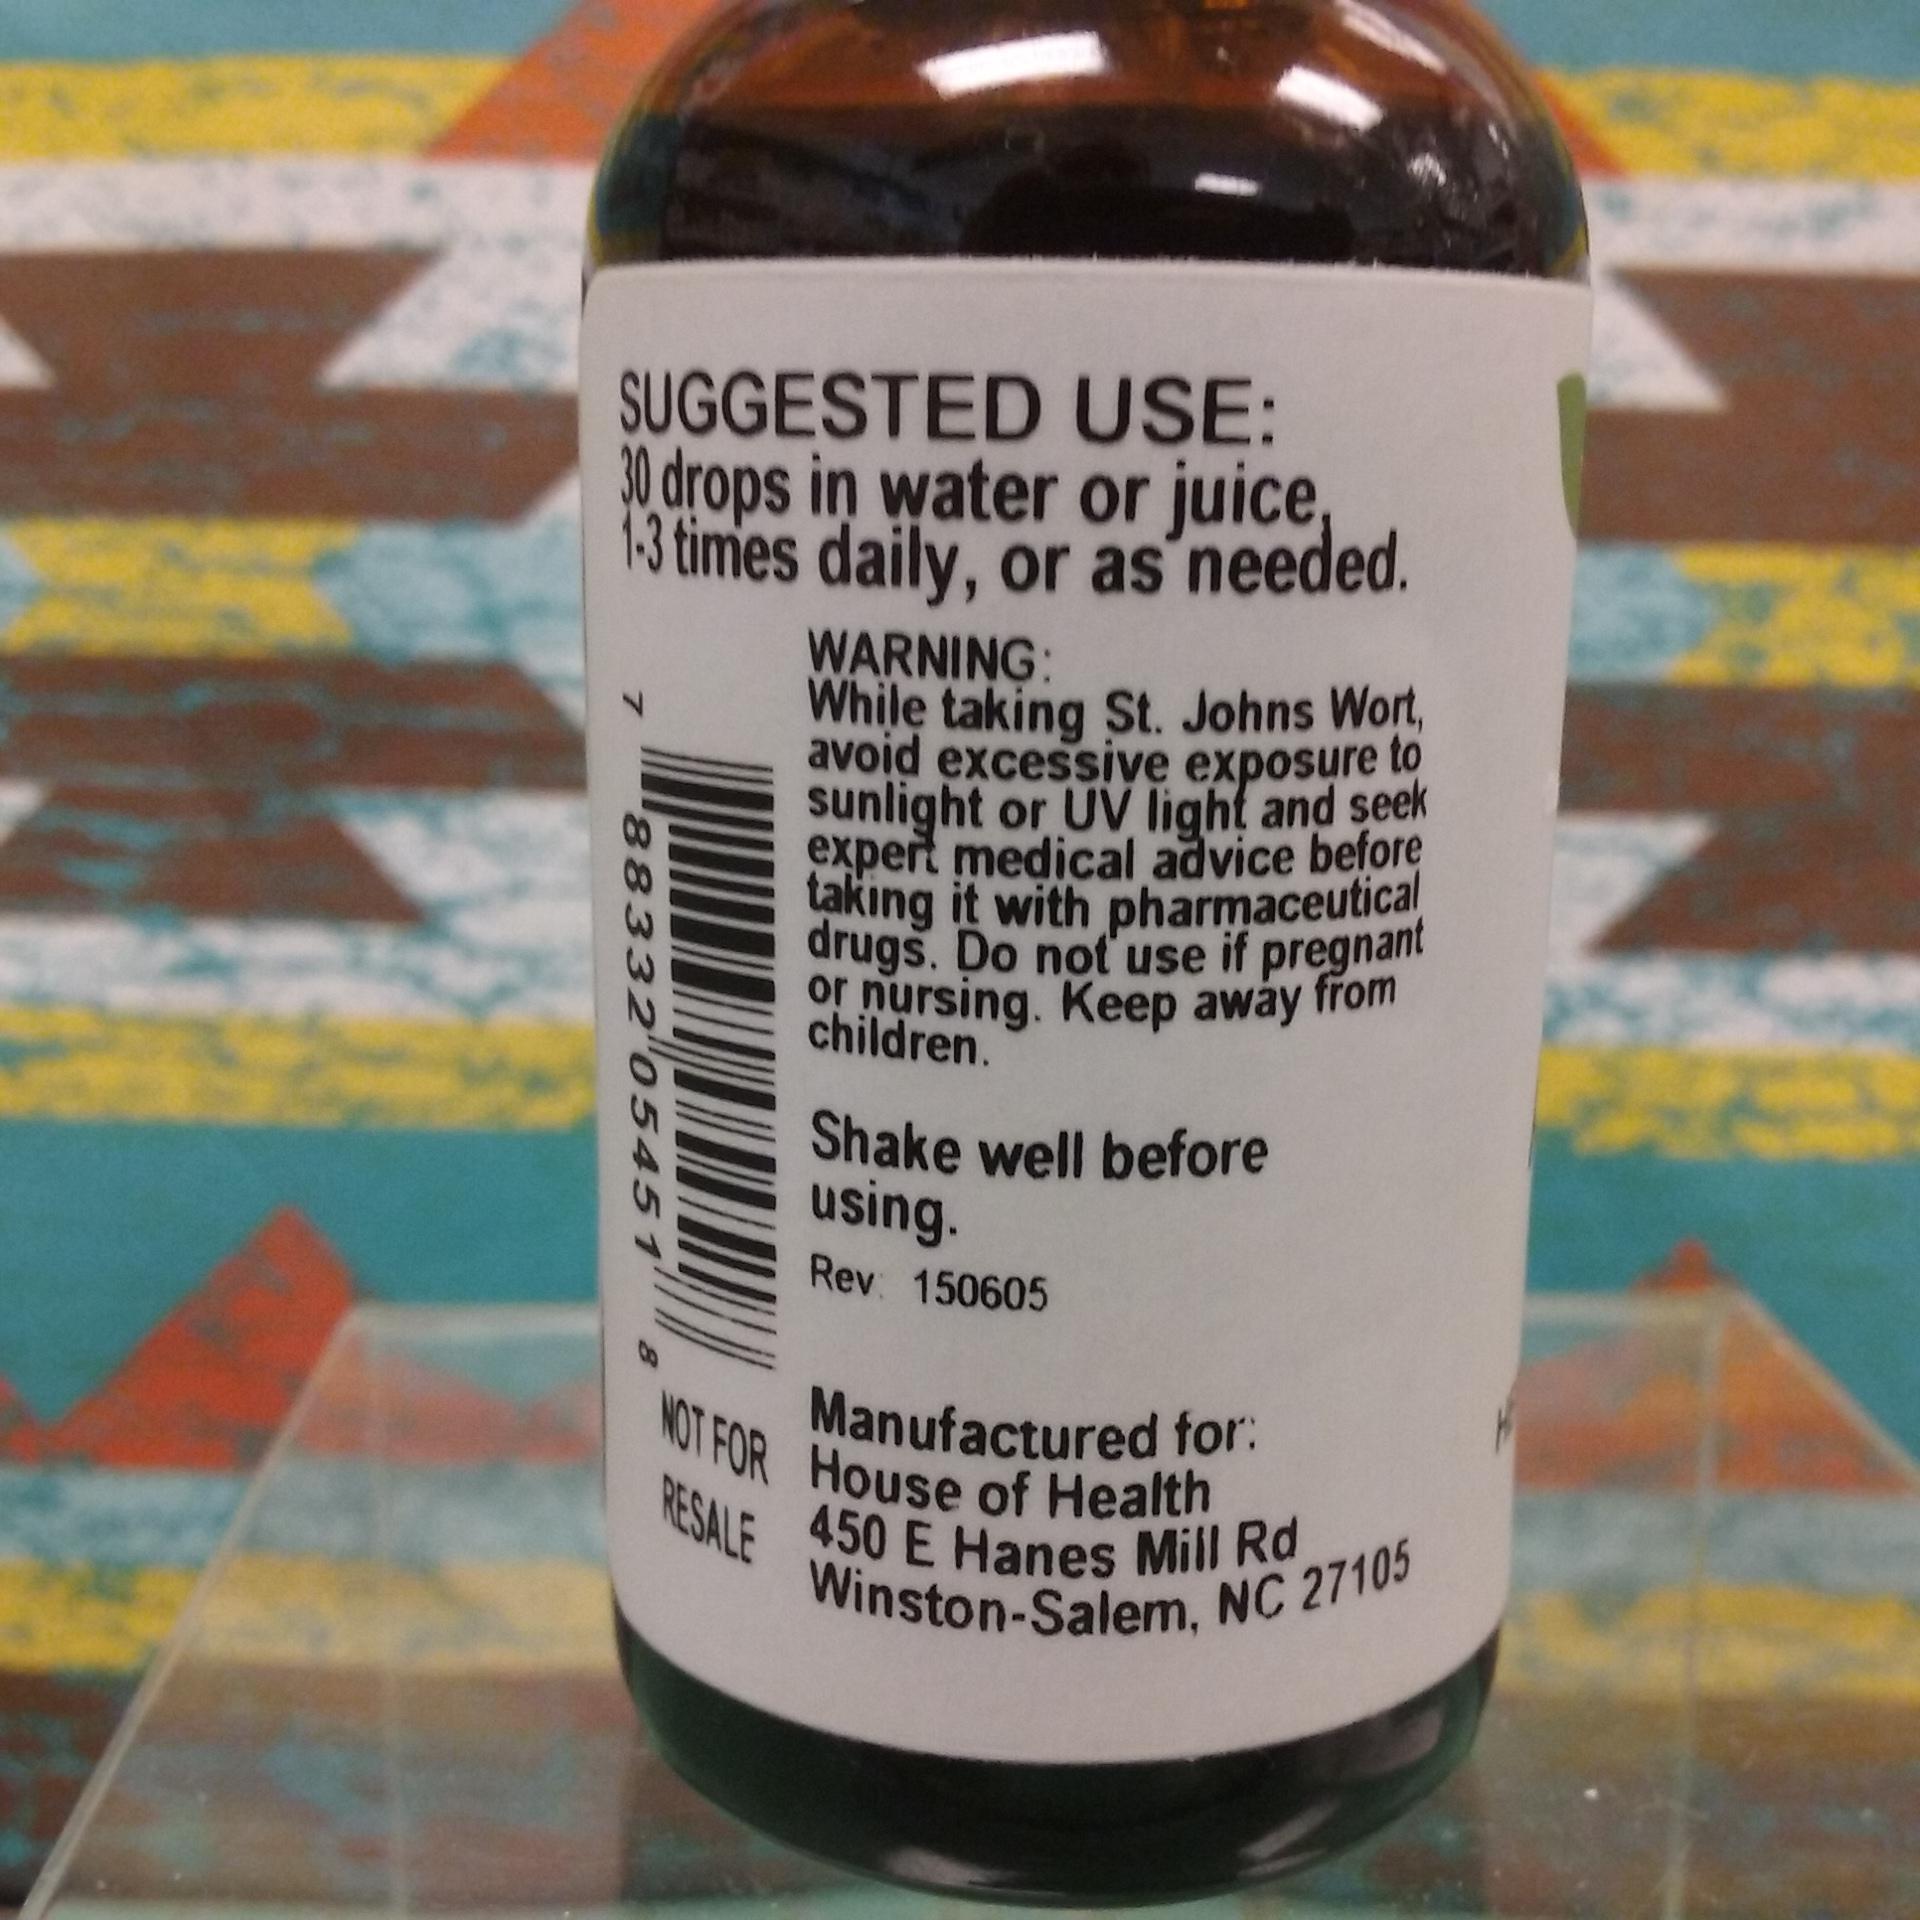 SUGGESTED USE:
30 drops in water or juice,
1-3 times daily, or as needed.
WARNING:
While taking St. Johns Wort,
avoid excessive exposure to
sunlight or UV light and seek
expert medical advice before
taking it with pharmaceutical
drugs. Do not use if pregnant
or nursing. Keep away from
children.
Shake well before
using.
Rev: 150605
7 88332 05451 8
NOT FOR
RESALE
Manufactured for:
House of Health
450 E Hanes Mill Rd
Winston-Salem, NC 27105